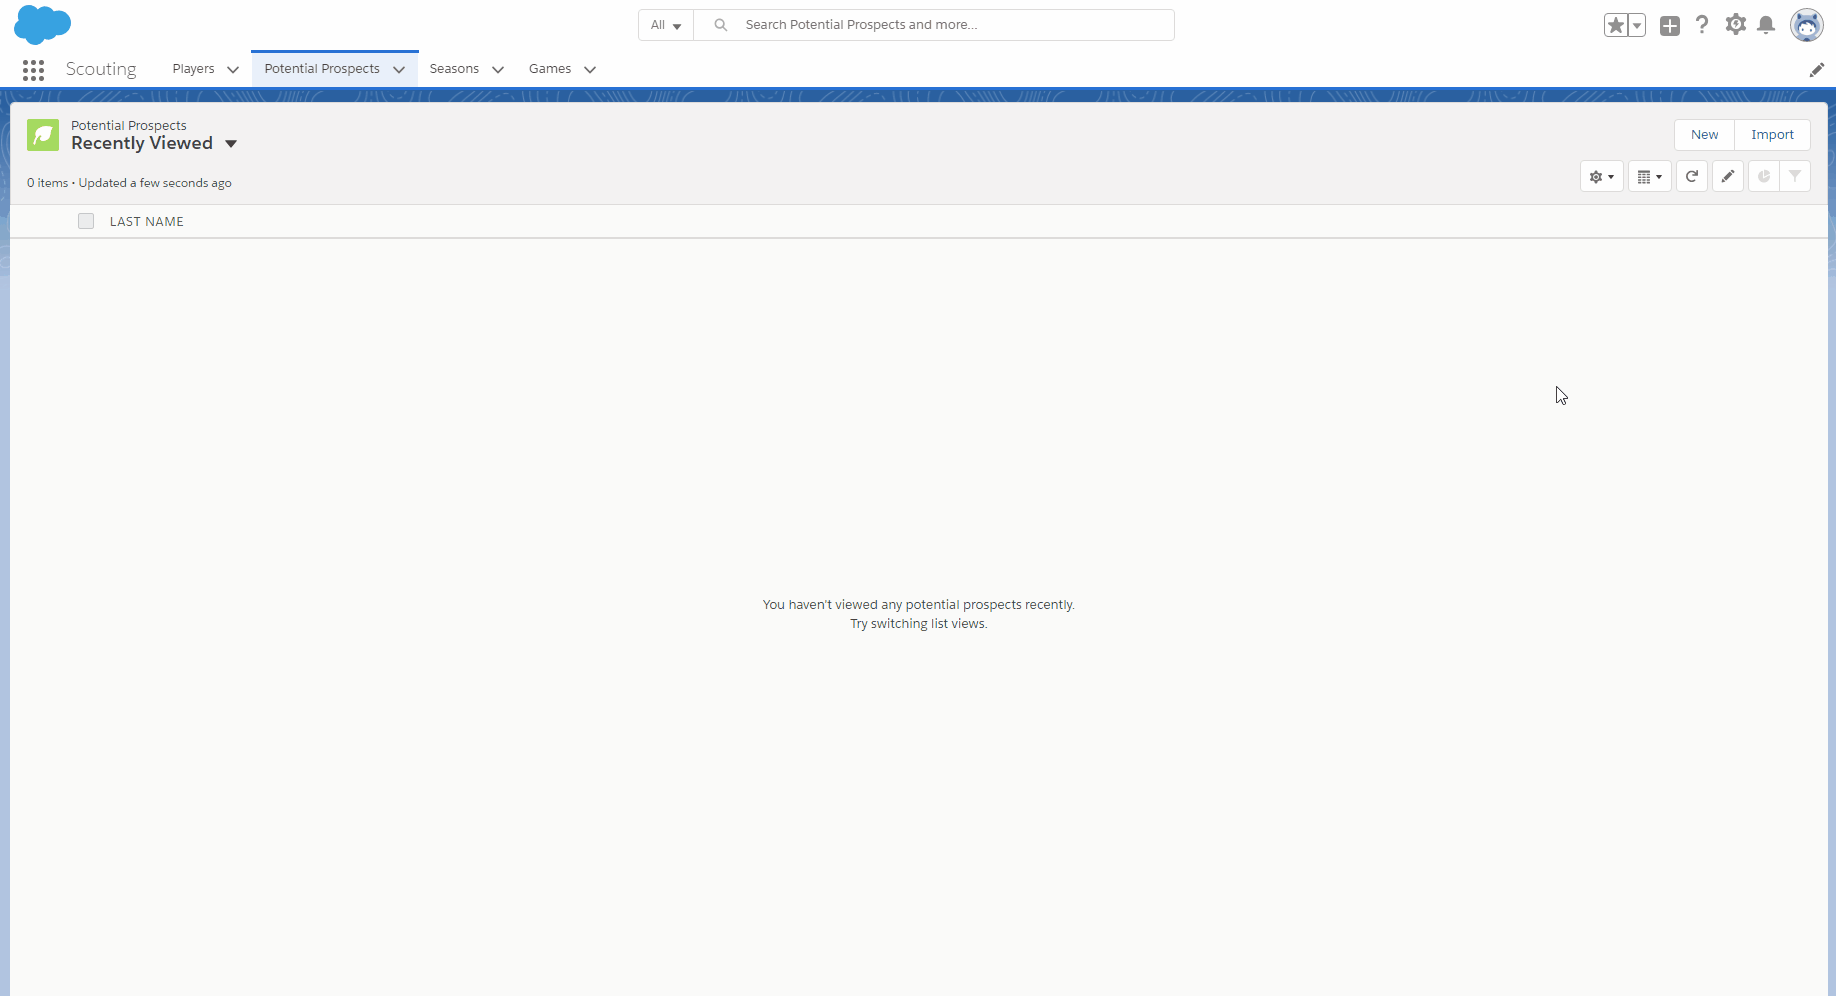 All
Search Potential Prospects and more...
Scouting
Players
Potential Prospects
Seasons
Games
Potential Prospects
Recently Viewed
New
Import
0 items • Updated a few seconds ago
LAST NAME
You haven't viewed any potential prospects recently.
Try switching list views.